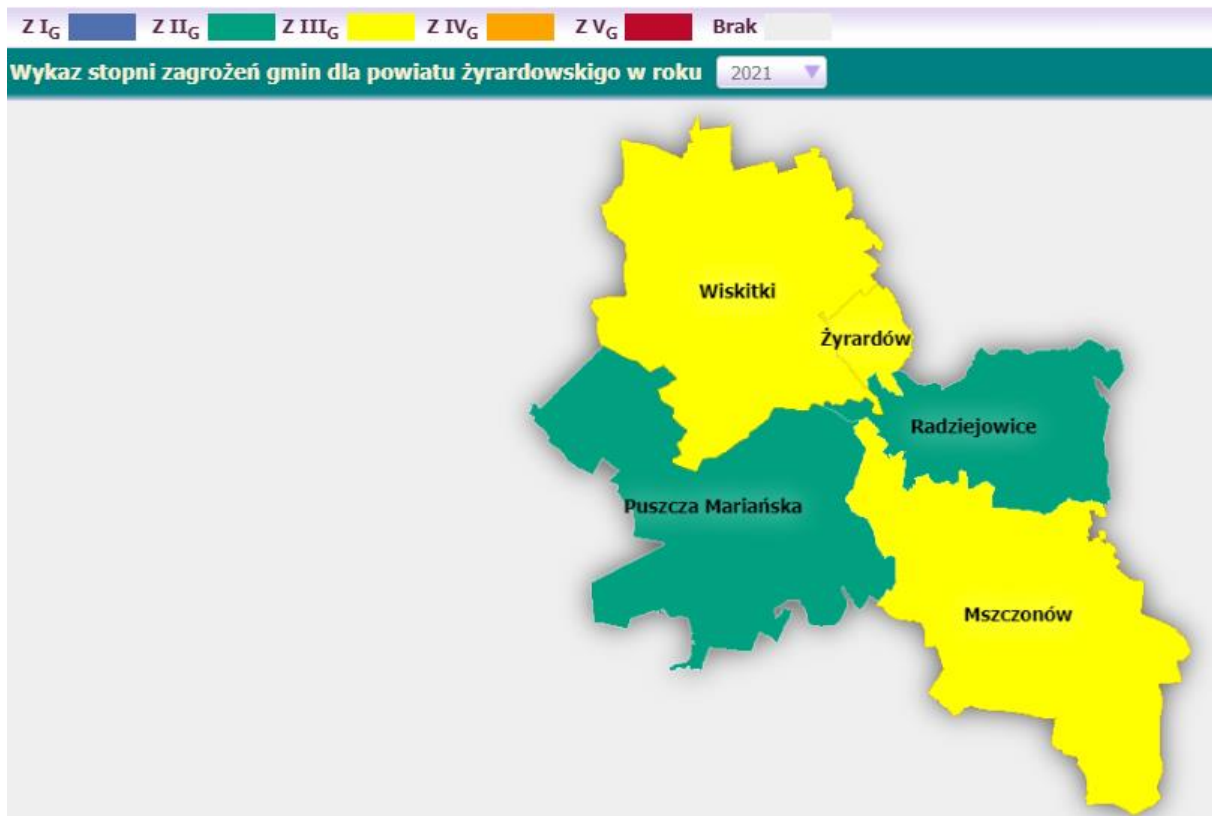 Z I_G Z II_G Z III_G Z IV_G Z V_G Brak
Wykaz stopni zagrożeń gmin dla powiatu żyrardowskigo w roku 2021
Wiskitki
Żyrardów
Radziejowice
Puszcza Mariańska
Mszczonów